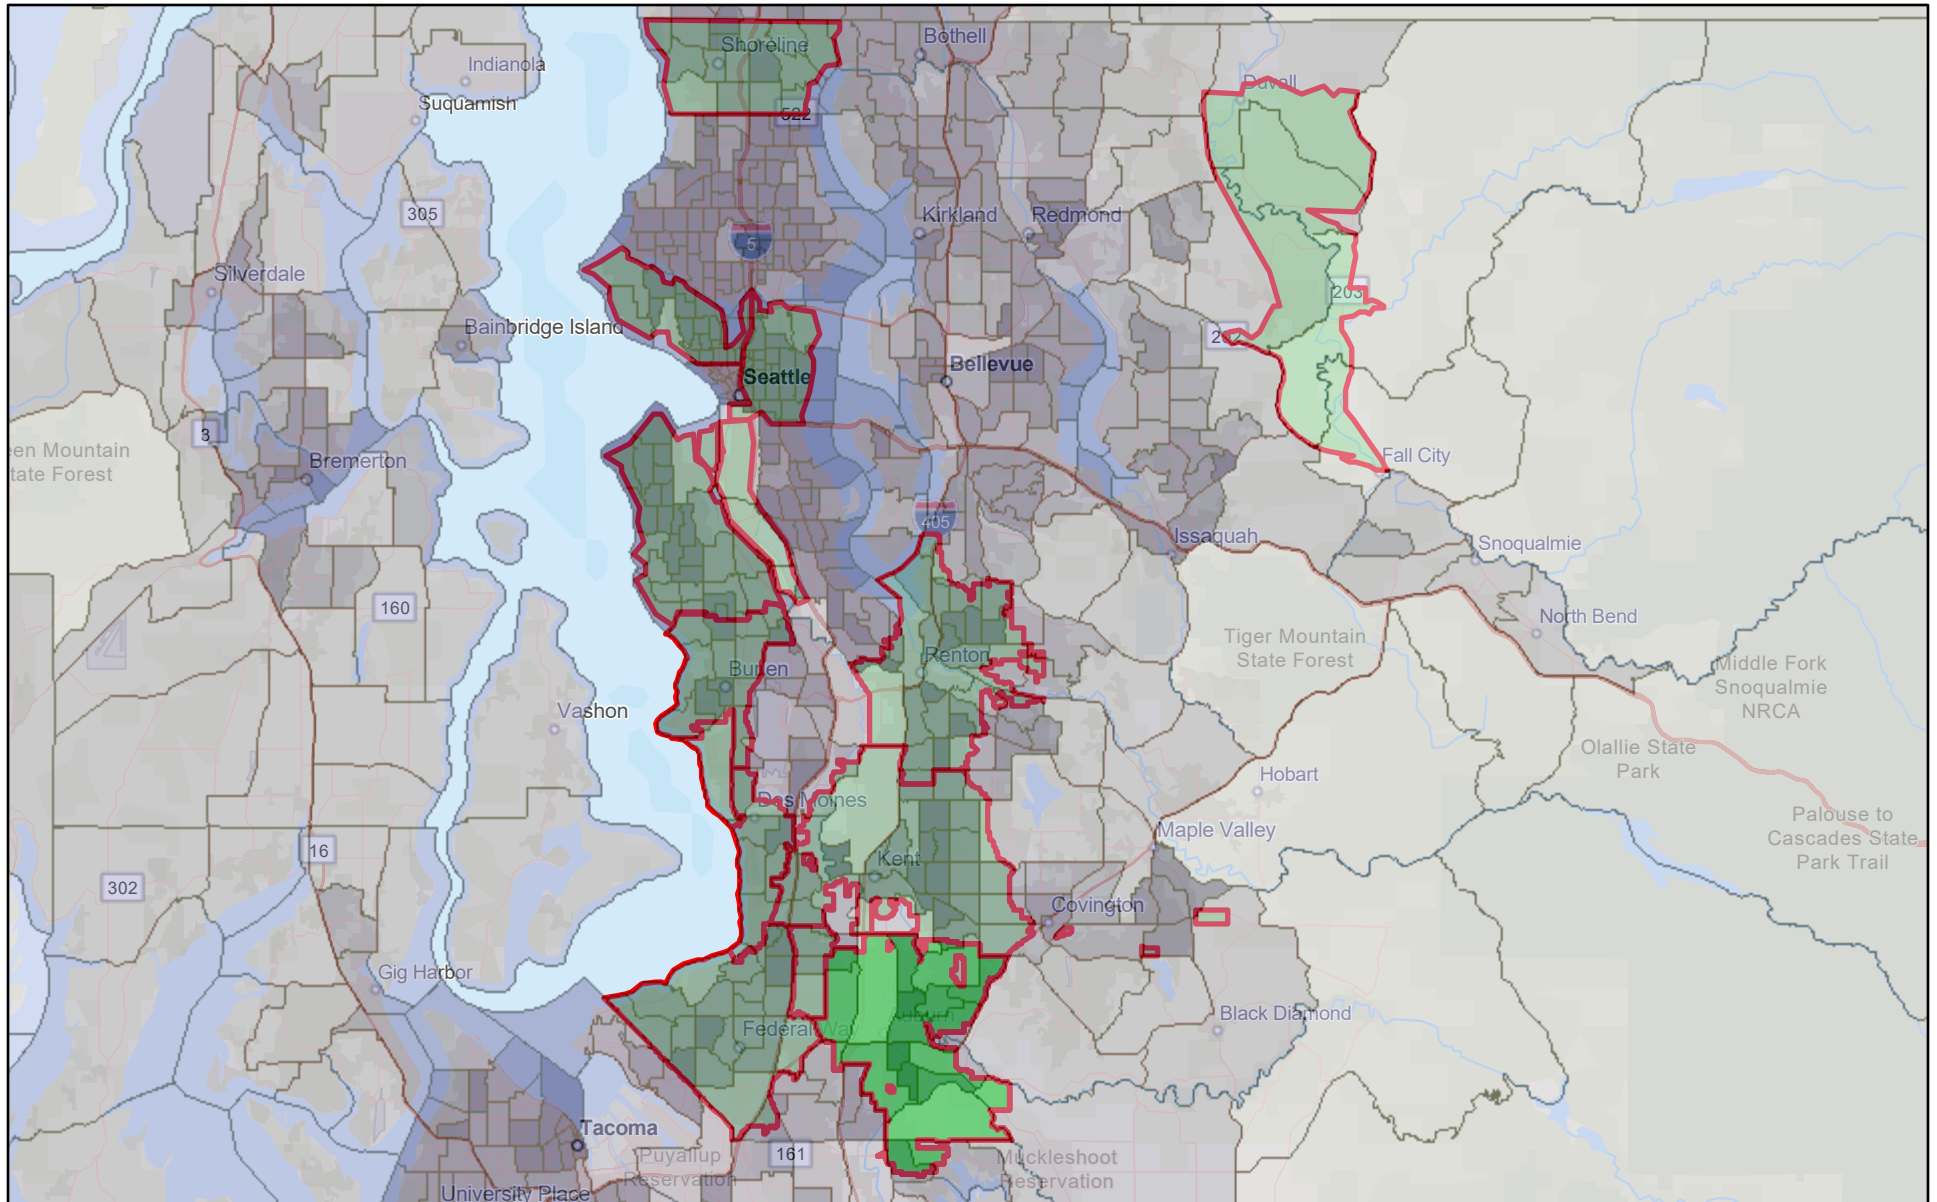 Shoreline
Bothell
Indianola
Suquamish
Duvall
522
305
Kirkland
Redmond
5
Silverdale
203
Bainbridge Island
202
Bellevue
Seattle
3
een Mountain
tate Forest
Bremerton
Fall City
405
Issaquah
Snoqualmie
160
North Bend
Tiger Mountain
State Forest
Renton
Burien
Middle Fork
Snoqualmie
NRCA
Vashon
Olallie State
Park
Hobart
Des Moines
Palouse to
Cascades State
Park Trail
Maple Valley
16
Kent
302
Covington
Gig Harbor
Black Diamond
Auburn
Federal Way
Tacoma
161
Puyallup
Reservation
Muckleshoot
Reservation
University Place